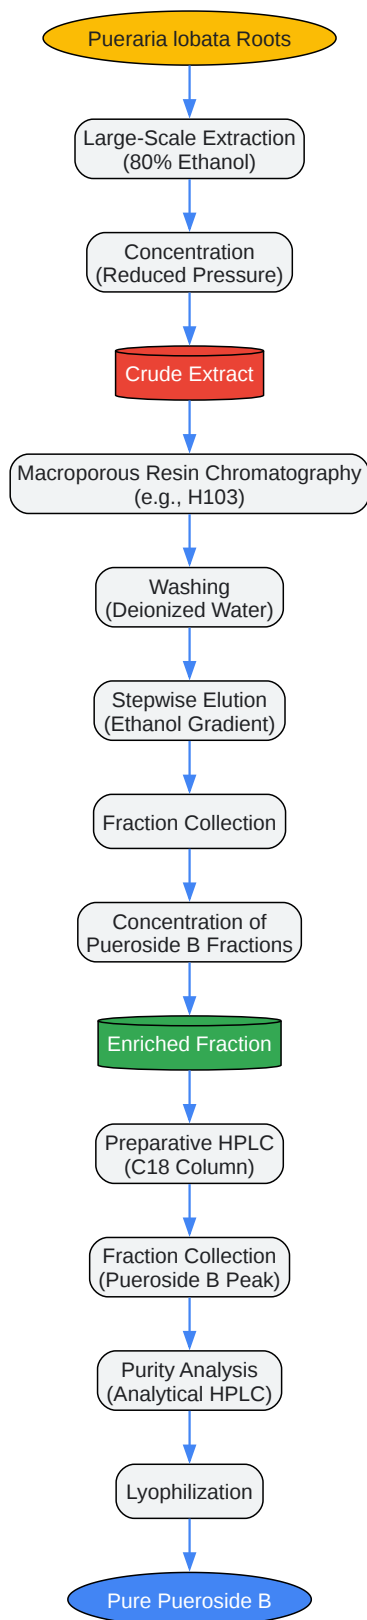 Pueraria lobata Roots
Large-Scale Extraction
(80% Ethanol)
Concentration
(Reduced Pressure)
Crude Extract
Macroporous Resin Chromatography
(e.g., H103)
Washing
(Deionized Water)
Stepwise Elution
(Ethanol Gradient)
Fraction Collection
Concentration of
Pueroside B Fractions
Enriched Fraction
Preparative HPLC
(C18 Column)
Fraction Collection
(Pueroside B Peak)
Purity Analysis
(Analytical HPLC)
Lyophilization
Pure Pueroside B